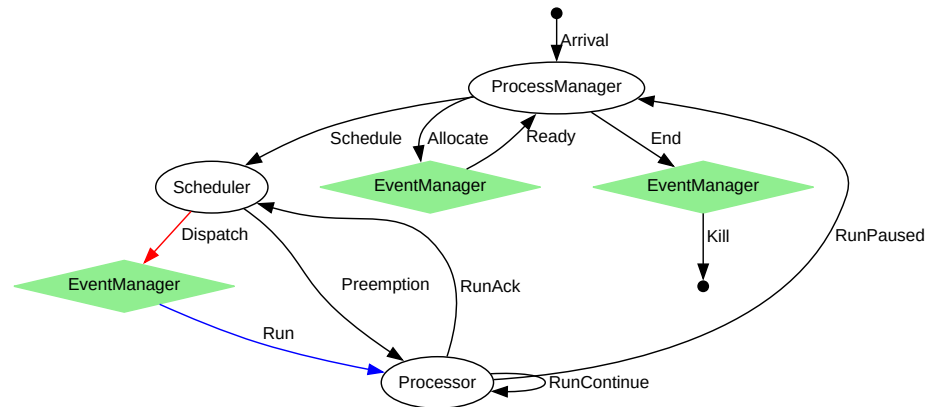 Arrival
ProcessManager
Schedule
Allocate
Ready
End
Scheduler
EventManager
EventManager
Dispatch
Kill
RunPaused
EventManager
Preemption
RunAck
Run
Processor
RunContinue